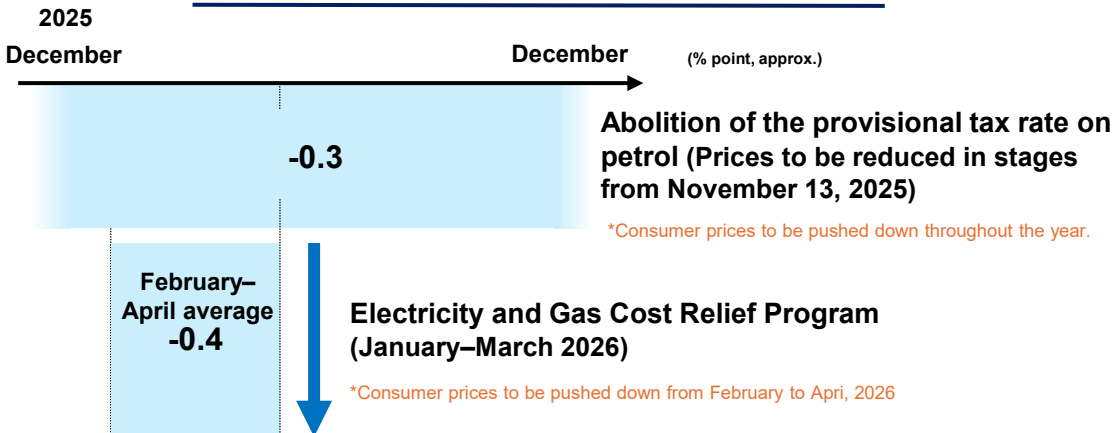 2025
December
December
(% point, approx.)
-0.3
Abolition of the provisional tax rate on
petrol (Prices to be reduced in stages
from November 13, 2025)
*Consumer prices to be pushed down throughout the year.
February–
April average
-0.4
Electricity and Gas Cost Relief Program
(January–March 2026)
*Consumer prices to be pushed down from February to Apri, 2026